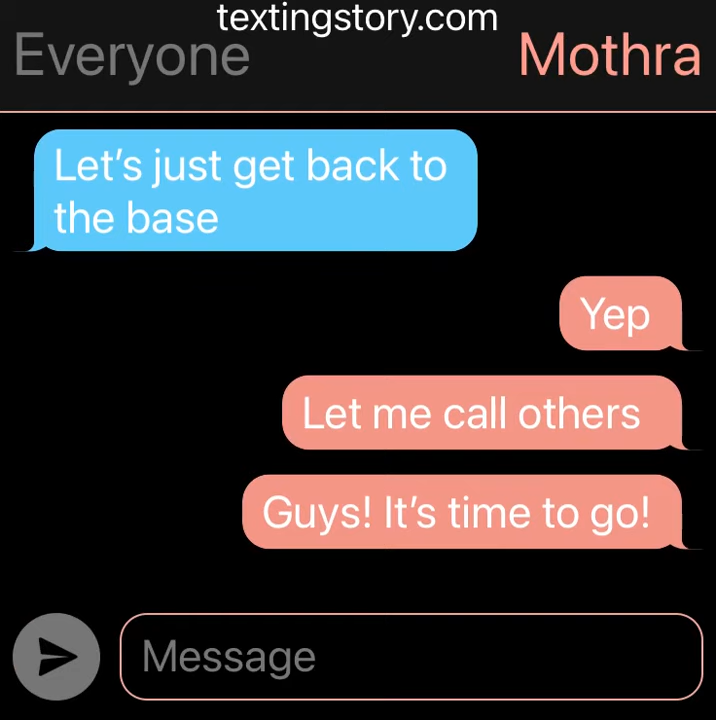 textingstory.com
Everyone
Mothra
Let’s just get back to
the base
Yep
Let me call others
Guys! It’s time to go!
Message